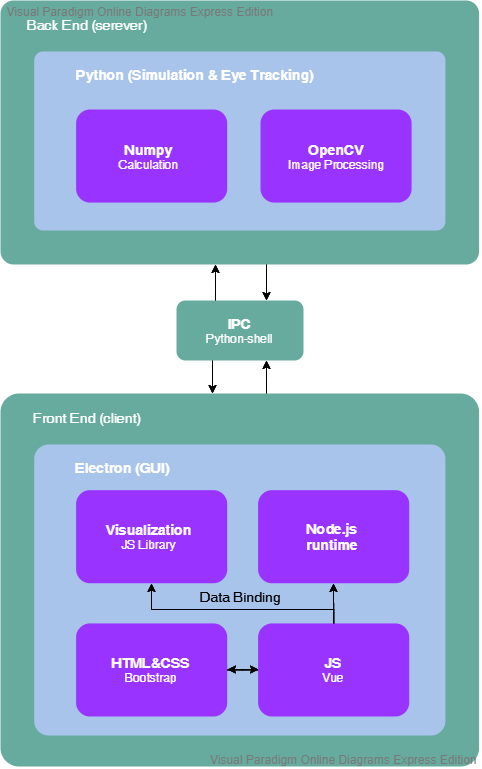 Visual Paradigm Online Diagrams Express Edition
Back End (serever)
Python (Simulation & Eye Tracking)
Numpy
Calculation
OpenCV
Image Processing
IPC
Python-shell
Front End (client)
Electron (GUI)
Visualization
JS Library
Node.js
runtime
Data Binding
HTML&CSS
Bootstrap
JS
Vue
Visual Paradigm Online Diagrams Express Edition